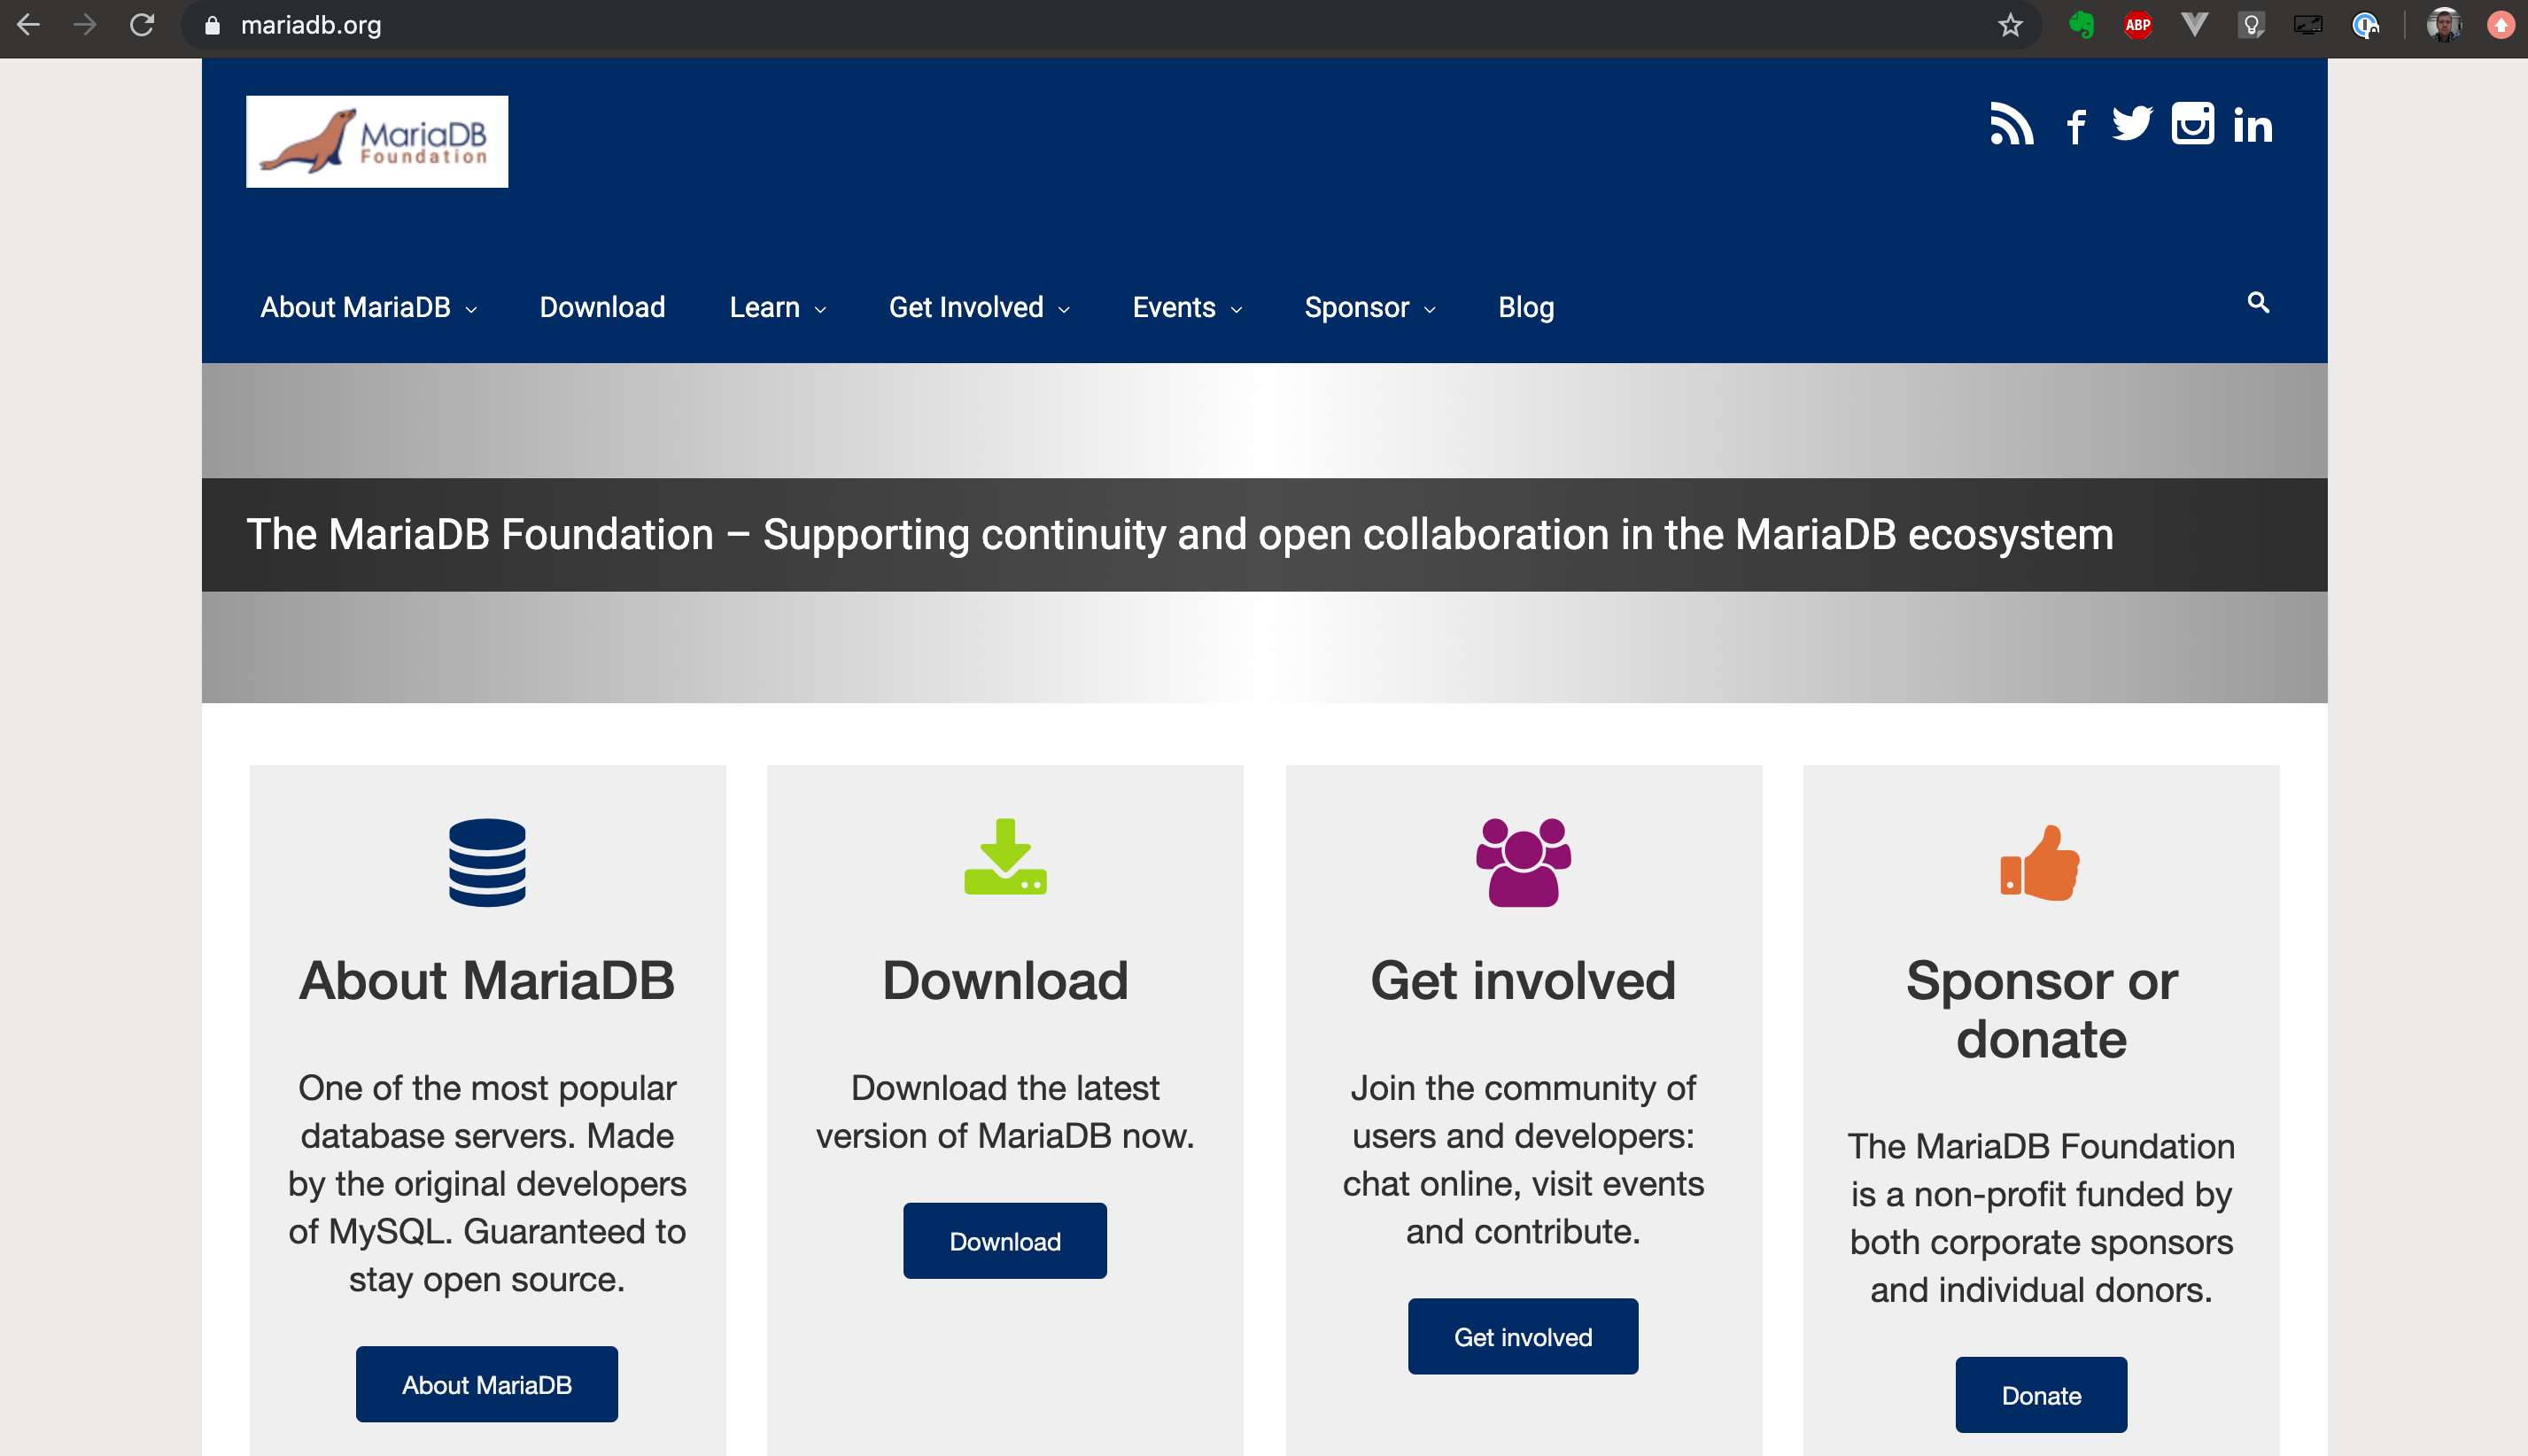 mariadb.org
ABP
MariaDB
Foundation
f
in
About MariaDB
Download
Learn
Get Involved
Events
Sponsor
Blog
The MariaDB Foundation – Supporting continuity and open collaboration in the MariaDB ecosystem
About MariaDB
One of the most popular
database servers. Made
by the original developers
of MySQL. Guaranteed to
stay open source.
About MariaDB
Download
Download the latest
version of MariaDB now.
Download
Get involved
Join the community of
users and developers:
chat online, visit events
and contribute.
Get involved
Sponsor or
donate
The MariaDB Foundation
is a non-profit funded by
both corporate sponsors
and individual donors.
Donate